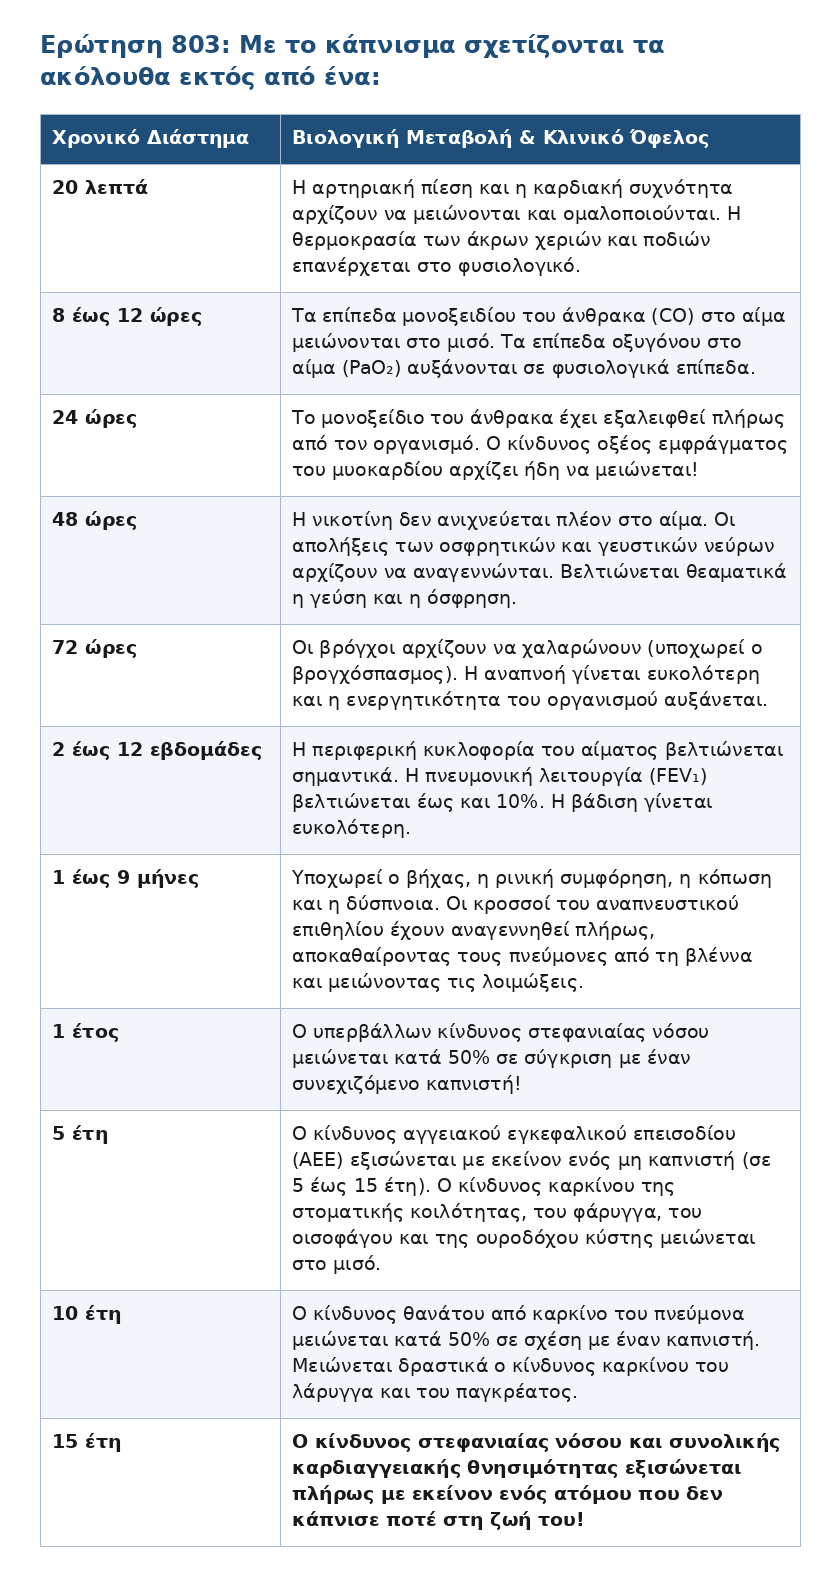 Ερώτηση 803: Με το κάπνισμα σχετίζονται τα
ακόλουθα εκτός από ένα:
Χρονικό Διάστημα
Βιολογική Μεταβολή & Κλινικό Όφελος
20 λεπτά
Η αρτηριακή πίεση και η καρδιακή συχνότητα
αρχίζουν να μειώνονται και ομαλοποιούνται. Η
θερμοκρασία των άκρων χεριών και ποδιών
επανέρχεται στο φυσιολογικό.
8 έως 12 ώρες
Τα επίπεδα μονοξειδίου του άνθρακα (CO) στο αίμα
μειώνονται στο μισό. Τα επίπεδα οξυγόνου στο
αίμα (PaO₂) αυξάνονται σε φυσιολογικά επίπεδα.
24 ώρες
Το μονοξείδιο του άνθρακα έχει εξαλειφθεί πλήρως
από τον οργανισμό. Ο κίνδυνος οξέος εμφράγματος
του μυοκαρδίου αρχίζει ήδη να μειώνεται!
48 ώρες
Η νικοτίνη δεν ανιχνεύεται πλέον στο αίμα. Οι
απολήξεις των οσφρητικών και γευστικών νεύρων
αρχίζουν να αναγεννώνται. Βελτιώνεται θεαματικά
η γεύση και η όσφρηση.
72 ώρες
Οι βρόγχοι αρχίζουν να χαλαρώνουν (υποχωρεί ο
βρογχόσπασμος). Η αναπνοή γίνεται ευκολότερη
και η ενεργητικότητα του οργανισμού αυξάνεται.
2 έως 12 εβδομάδες
Η περιφερική κυκλοφορία του αίματος βελτιώνεται
σημαντικά. Η πνευμονική λειτουργία (FEV₁)
βελτιώνεται έως και 10%. Η βάδιση γίνεται
ευκολότερη.
1 έως 9 μήνες
Υποχωρεί ο βήχας, η ρινική συμφόρηση, η κόπωση
και η δύσπνοια. Οι κροσσοί του αναπνευστικού
επιθηλίου έχουν αναγεννηθεί πλήρως,
αποκαθαίροντας τους πνεύμονες από τη βλέννα
και μειώνοντας τις λοιμώξεις.
1 έτος
Ο υπερβάλλων κίνδυνος στεφανιαίας νόσου
μειώνεται κατά 50% σε σύγκριση με έναν
συνεχιζόμενο καπνιστή!
5 έτη
Ο κίνδυνος αγγειακού εγκεφαλικού επεισοδίου
(ΑΕΕ) εξισώνεται με εκείνον ενός μη καπνιστή (σε
5 έως 15 έτη). Ο κίνδυνος καρκίνου της
στοματικής κοιλότητας, του φάρυγγα, του
οισοφάγου και της ουροδόχου κύστης μειώνεται
στο μισό.
10 έτη
Ο κίνδυνος θανάτου από καρκίνο του πνεύμονα
μειώνεται κατά 50% σε σχέση με έναν καπνιστή.
Μειώνεται δραστικά ο κίνδυνος καρκίνου του
λάρυγγα και του παγκρέατος.
15 έτη
Ο κίνδυνος στεφανιαίας νόσου και συνολικής
καρδιαγγειακής θνησιμότητας εξισώνεται
πλήρως με εκείνον ενός ατόμου που δεν
κάπνισε ποτέ στη ζωή του!